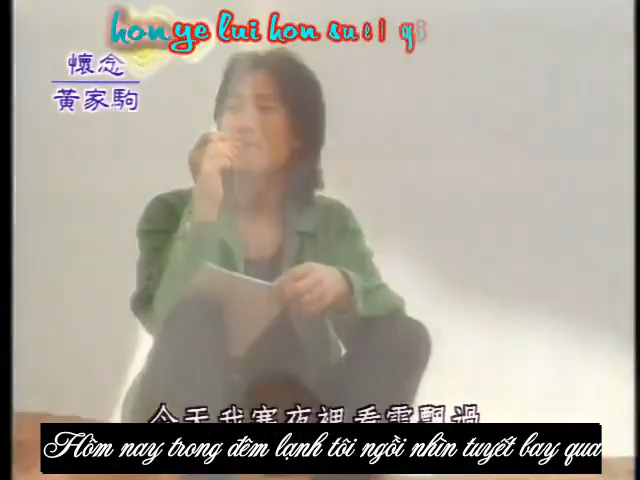 hon ye lui hon su
懷念
黃家駒
今天我寒夜裡看雪飄過
Hôm nay trong đêm lạnh tôi ngồi nhìn tuyết bay qua